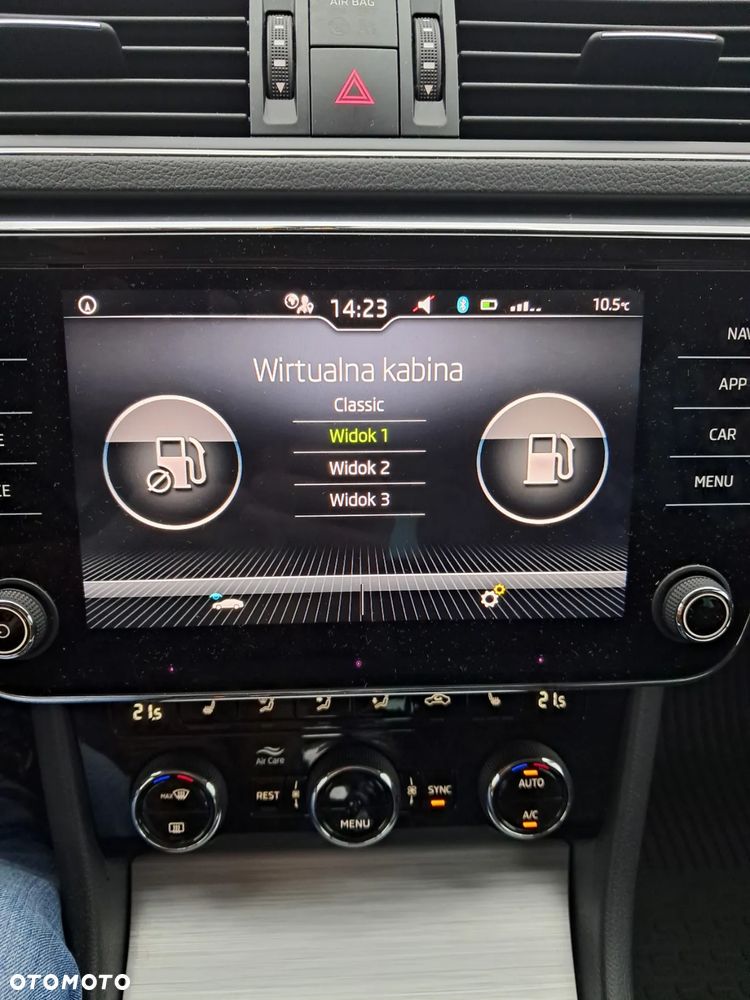 AIR BAG
14:23
10.5°C
Wirtualna kabina
Classic
Widok 1
Widok 2
Widok 3
NAV
APP
CAR
MENU
E
CE
21.5
21.5
Air Care
MAX
REST
SYNC
AUTO
MENU
A/C
OTOMOTO